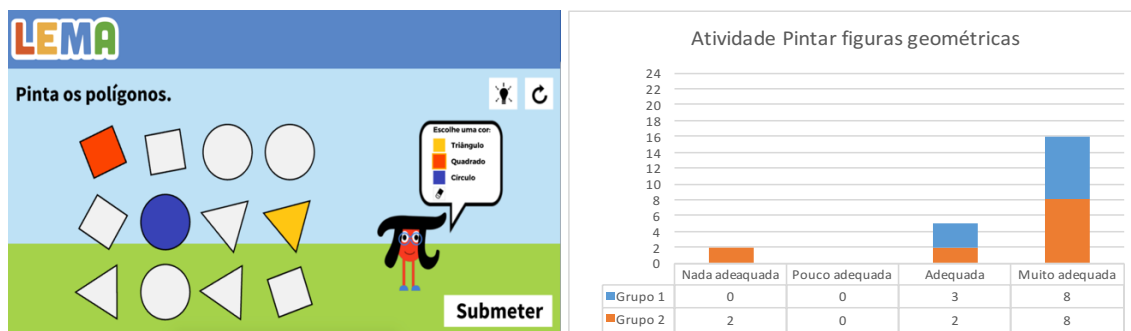 LEMA
Pinta os polígonos.
Escolhe uma cor:
Triângulo
Quadrado
Círculo
Submeter
Atividade Pintar figuras geométricas
24
22
20
18
16
14
12
10
8
6
4
2
0
Nada adeaquada Pouco adequada Adequada Muito adequada
Grupo 1 0 0 3 8
Grupo 2 2 0 2 8